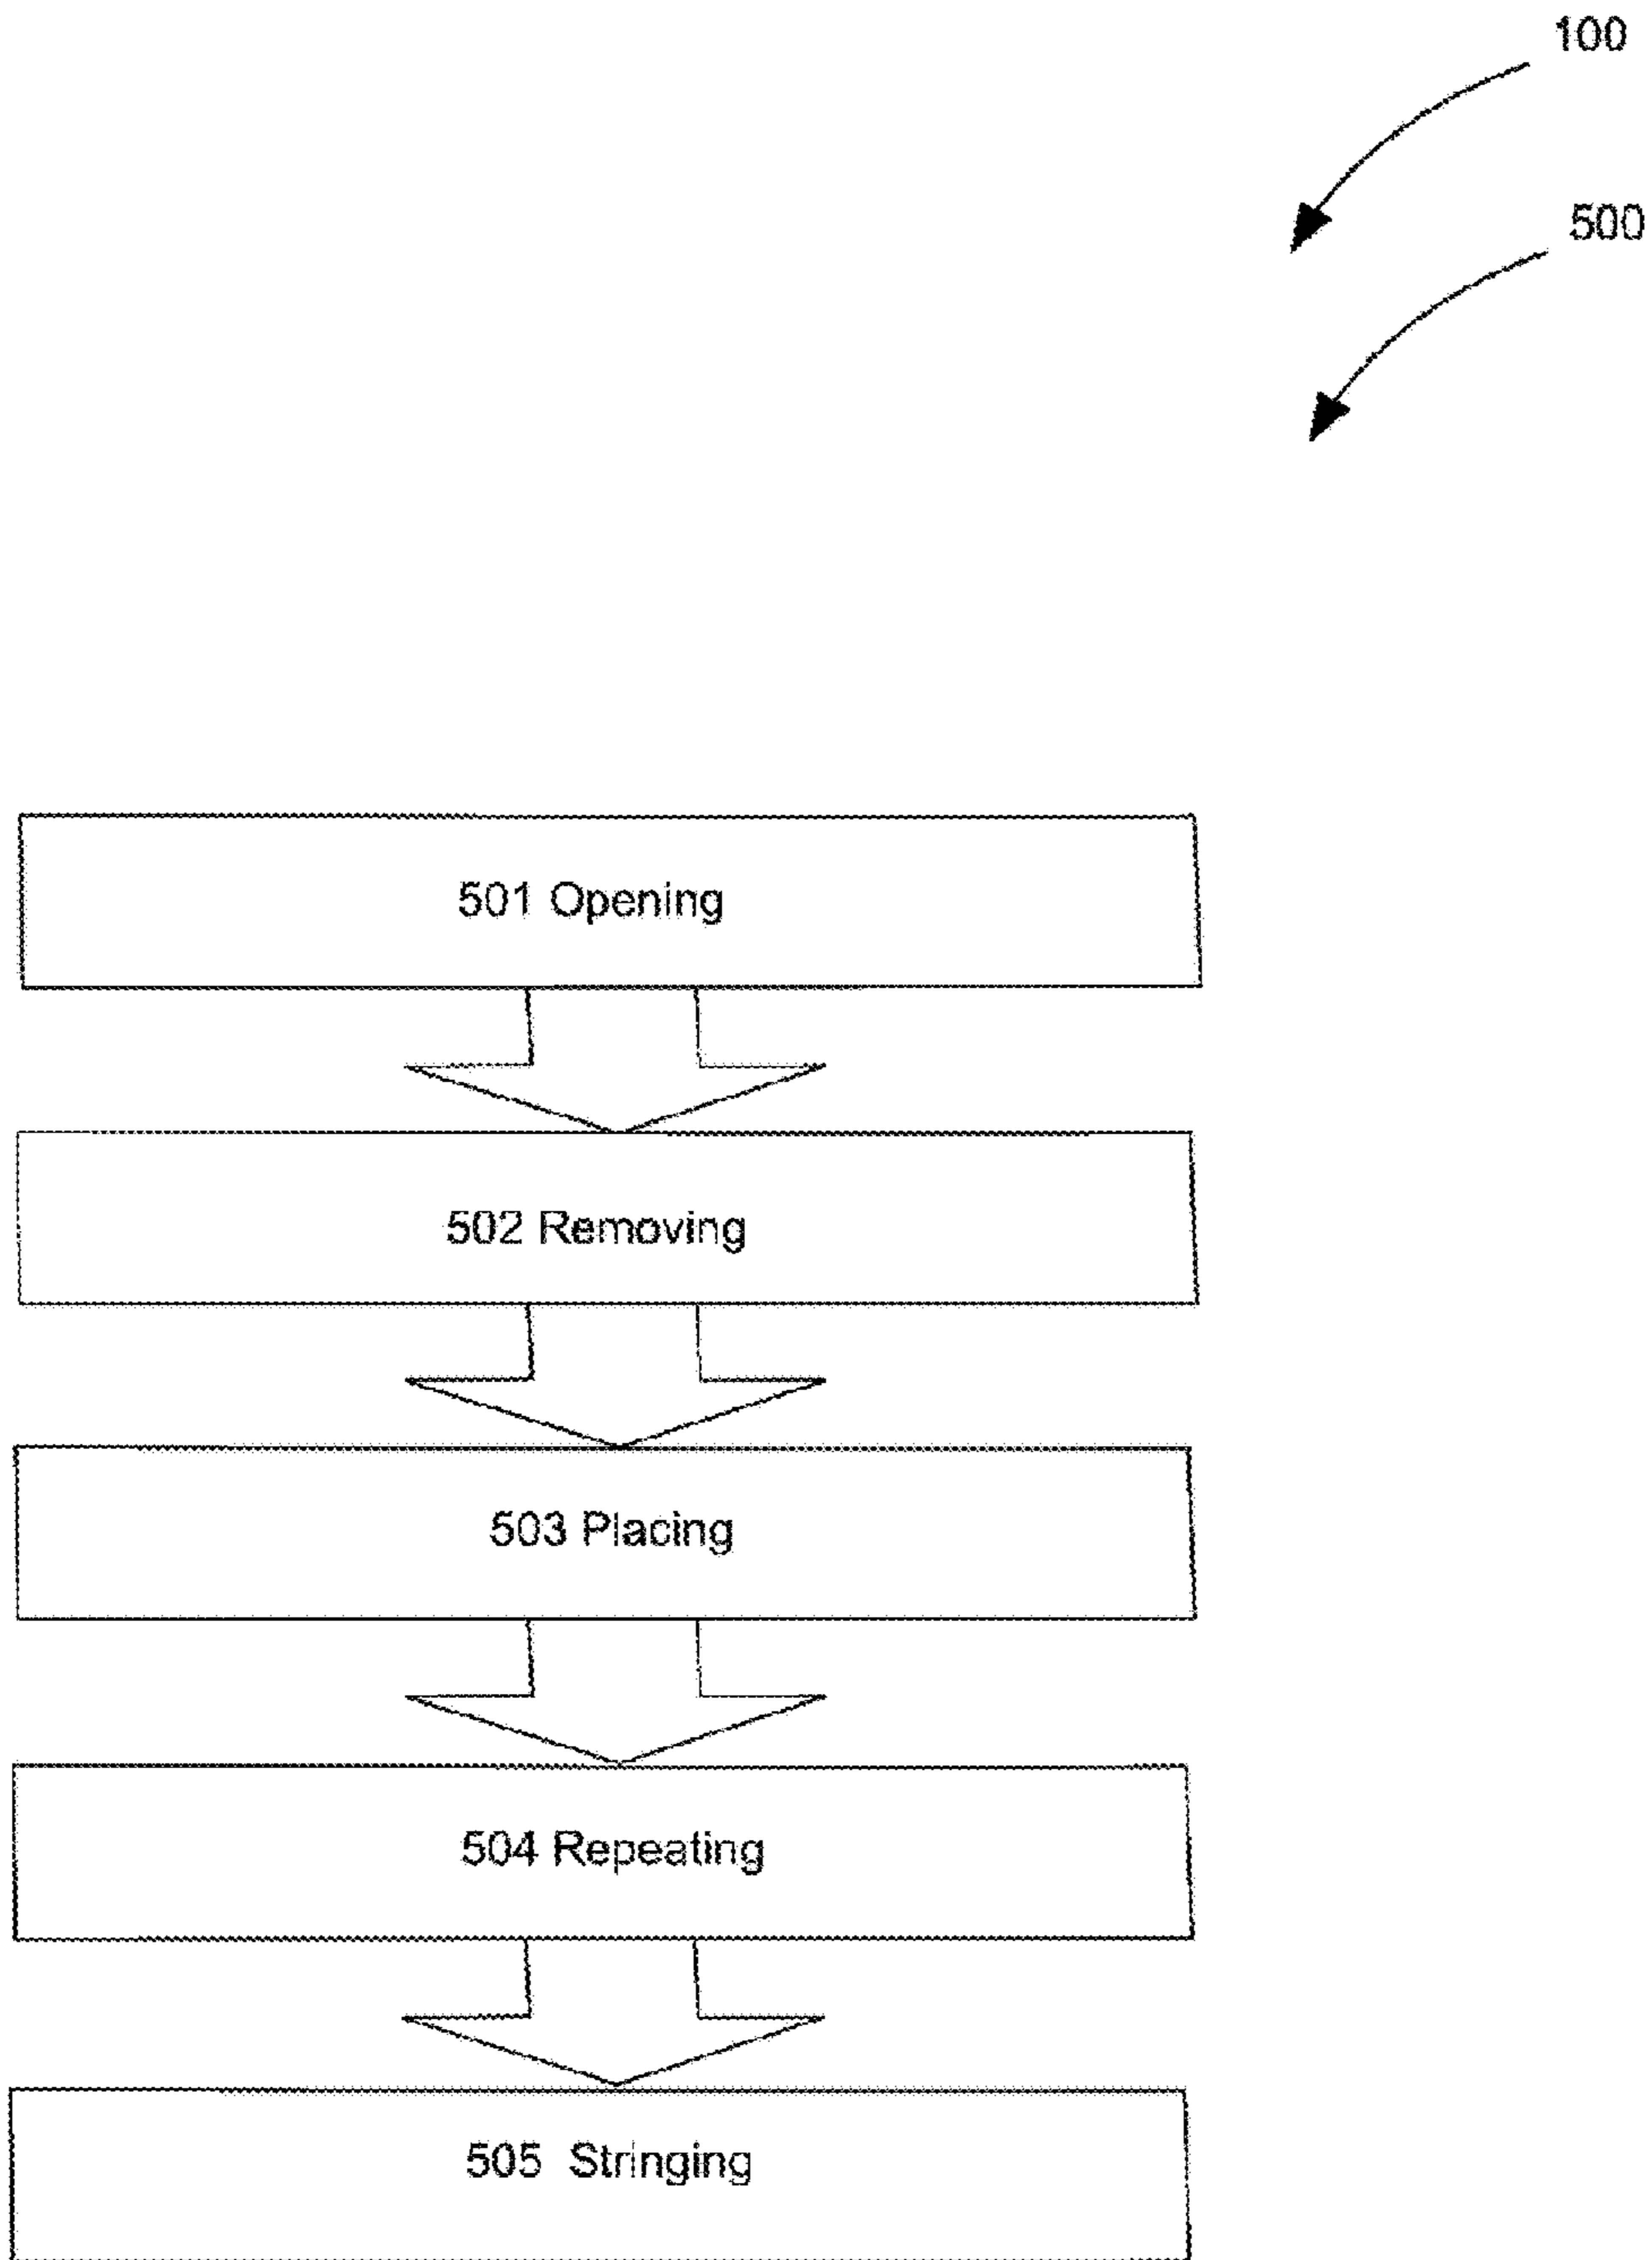 100
500
501 Opening
502 Removing
503 Placing
504 Repeating
505 Stringing